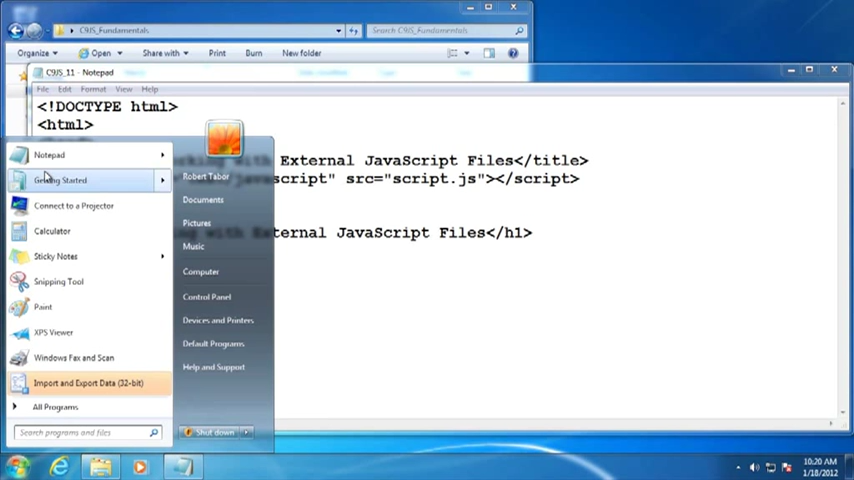 C9JS_Fundamentals
Search C9JS_Fundamentals
Organize
Open
Share with
Print
Burn
New folder
C9JS_11 - Notepad
File Edit Format View Help
<!DOCTYPE html>
<html>
with External JavaScript Files</title>
src="script.js"></script>
External JavaScript Files</h1>
Notepad
Getting Started
Connect to a Projector
Calculator
Sticky Notes
Snipping Tool
Paint
XPS Viewer
Windows Fax and Scan
Import and Export Data (32-bit)
All Programs
Search programs and files
Robert Tabor
Documents
Pictures
Music
Computer
Control Panel
Devices and Printers
Default Programs
Help and Support
Shut down
10:20 AM
1/18/2012